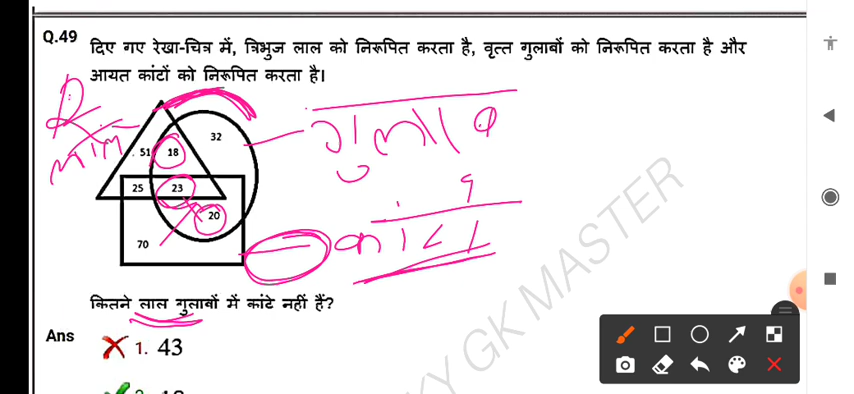 Q.49
दिए गए रेखा-चित्र में, त्रिभुज लाल को निरूपित करता है, वृत्त गुलाबों को निरूपित करता है और
आयत कांटों को निरूपित करता है।
32
51 18
25 23
20
70
लाल
गुलाब
कांटा
कितने लाल गुलाबों में कांटे नहीं हैं?
Ans
1. 43
KY GK MASTER